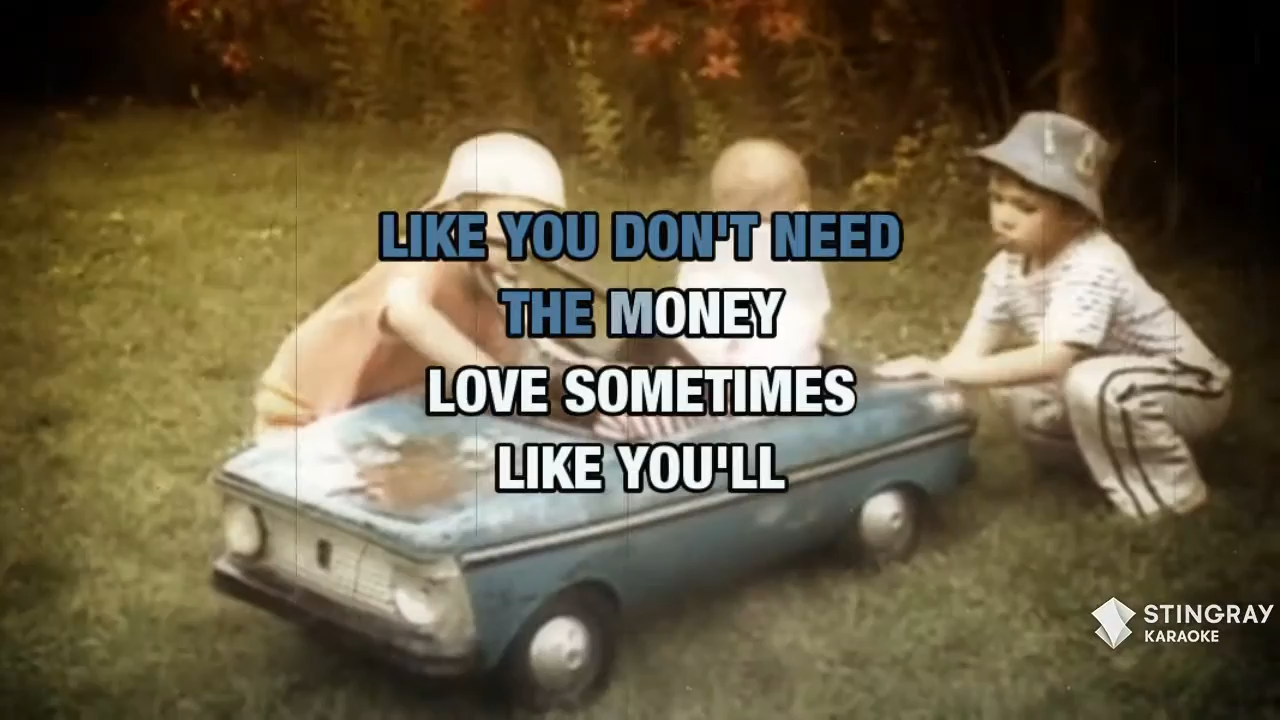 LIKE YOU DON'T NEED
THE MONEY
LOVE SOMETIMES
LIKE YOU'LL
STINGRAY
KARAOKE